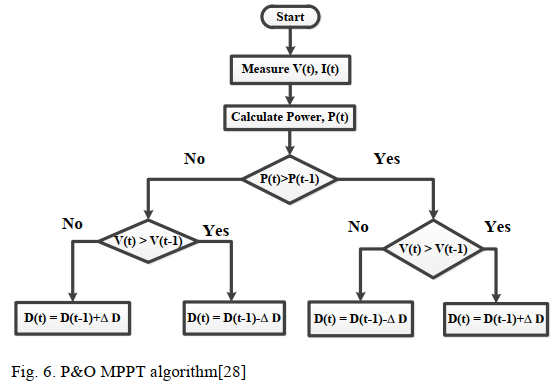 Start
Measure V(t), I(t)
Calculate Power, P(t)
P(t)>P(t-1)
No
Yes
V(t) > V(t-1)
No
Yes
V(t) > V(t-1)
No
Yes
D(t) = D(t-1)+Δ D
D(t) = D(t-1)-Δ D
D(t) = D(t-1)-Δ D
D(t) = D(t-1)+Δ D
Fig. 6. P&O MPPT algorithm[28]